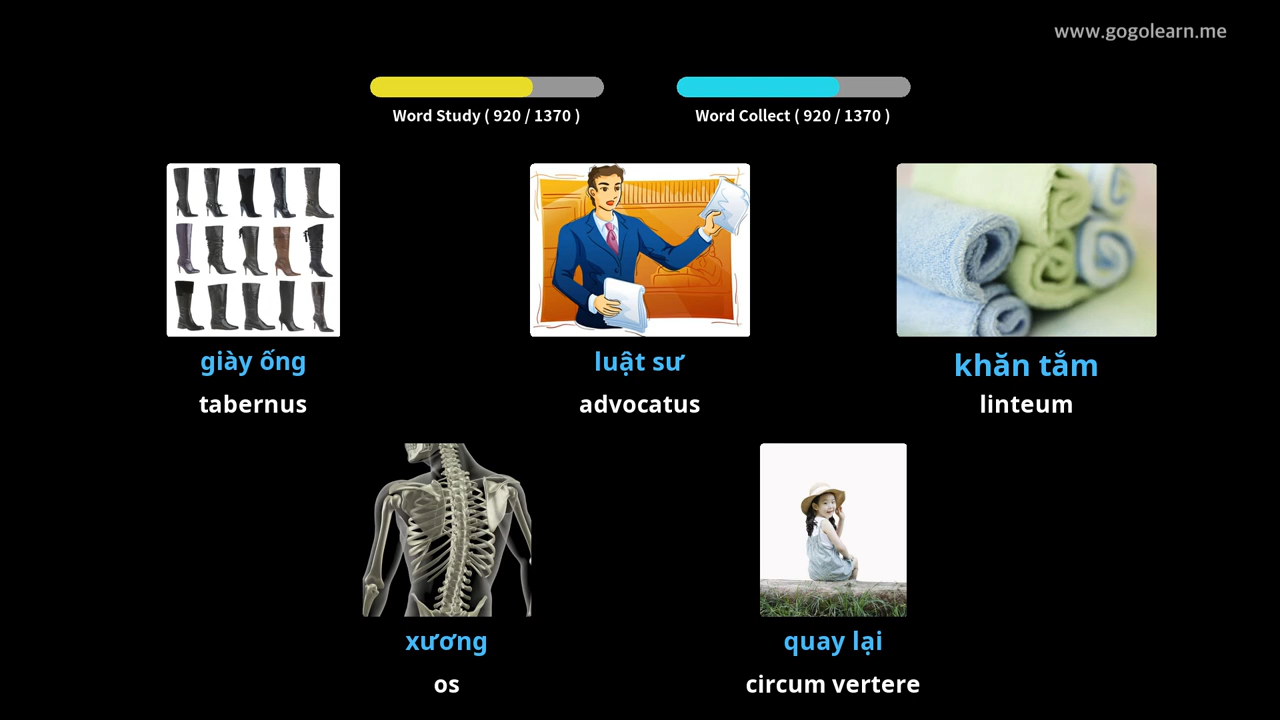 www.gogolearn.me
Word Study ( 920 / 1370 )
Word Collect ( 920 / 1370 )
giày ống
luật sư
khăn tắm
tabernus
advocatus
linteum
xương
quay lại
os
circum vertere